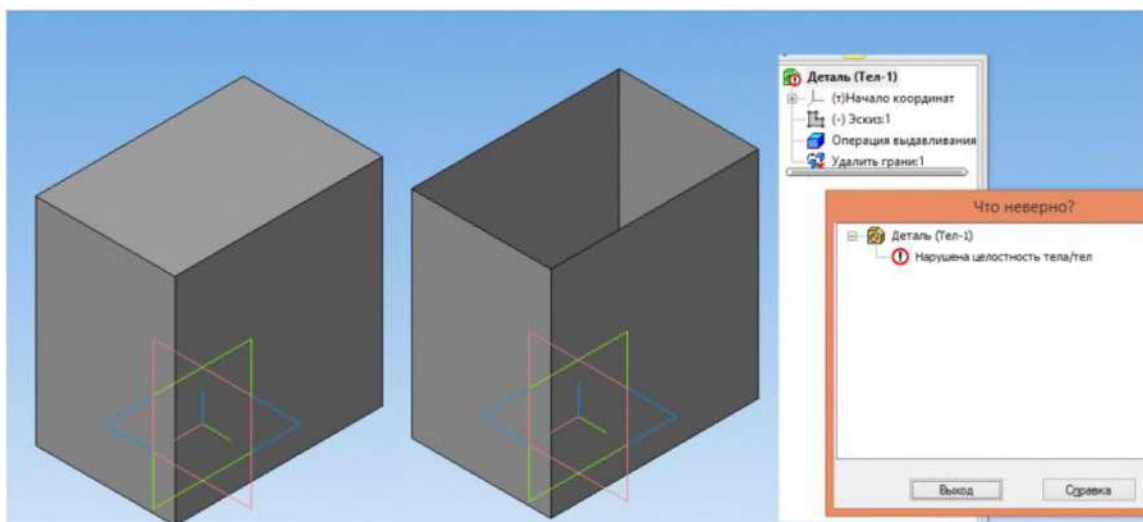 Деталь (Тел-1)
(т)Начало координат
(-) Эскиз:1
Операция выдавливания
Удалить грани:1
Что неверно?
Деталь (Тел-1)
Нарушена целостность тела/тел
Выход
Справка